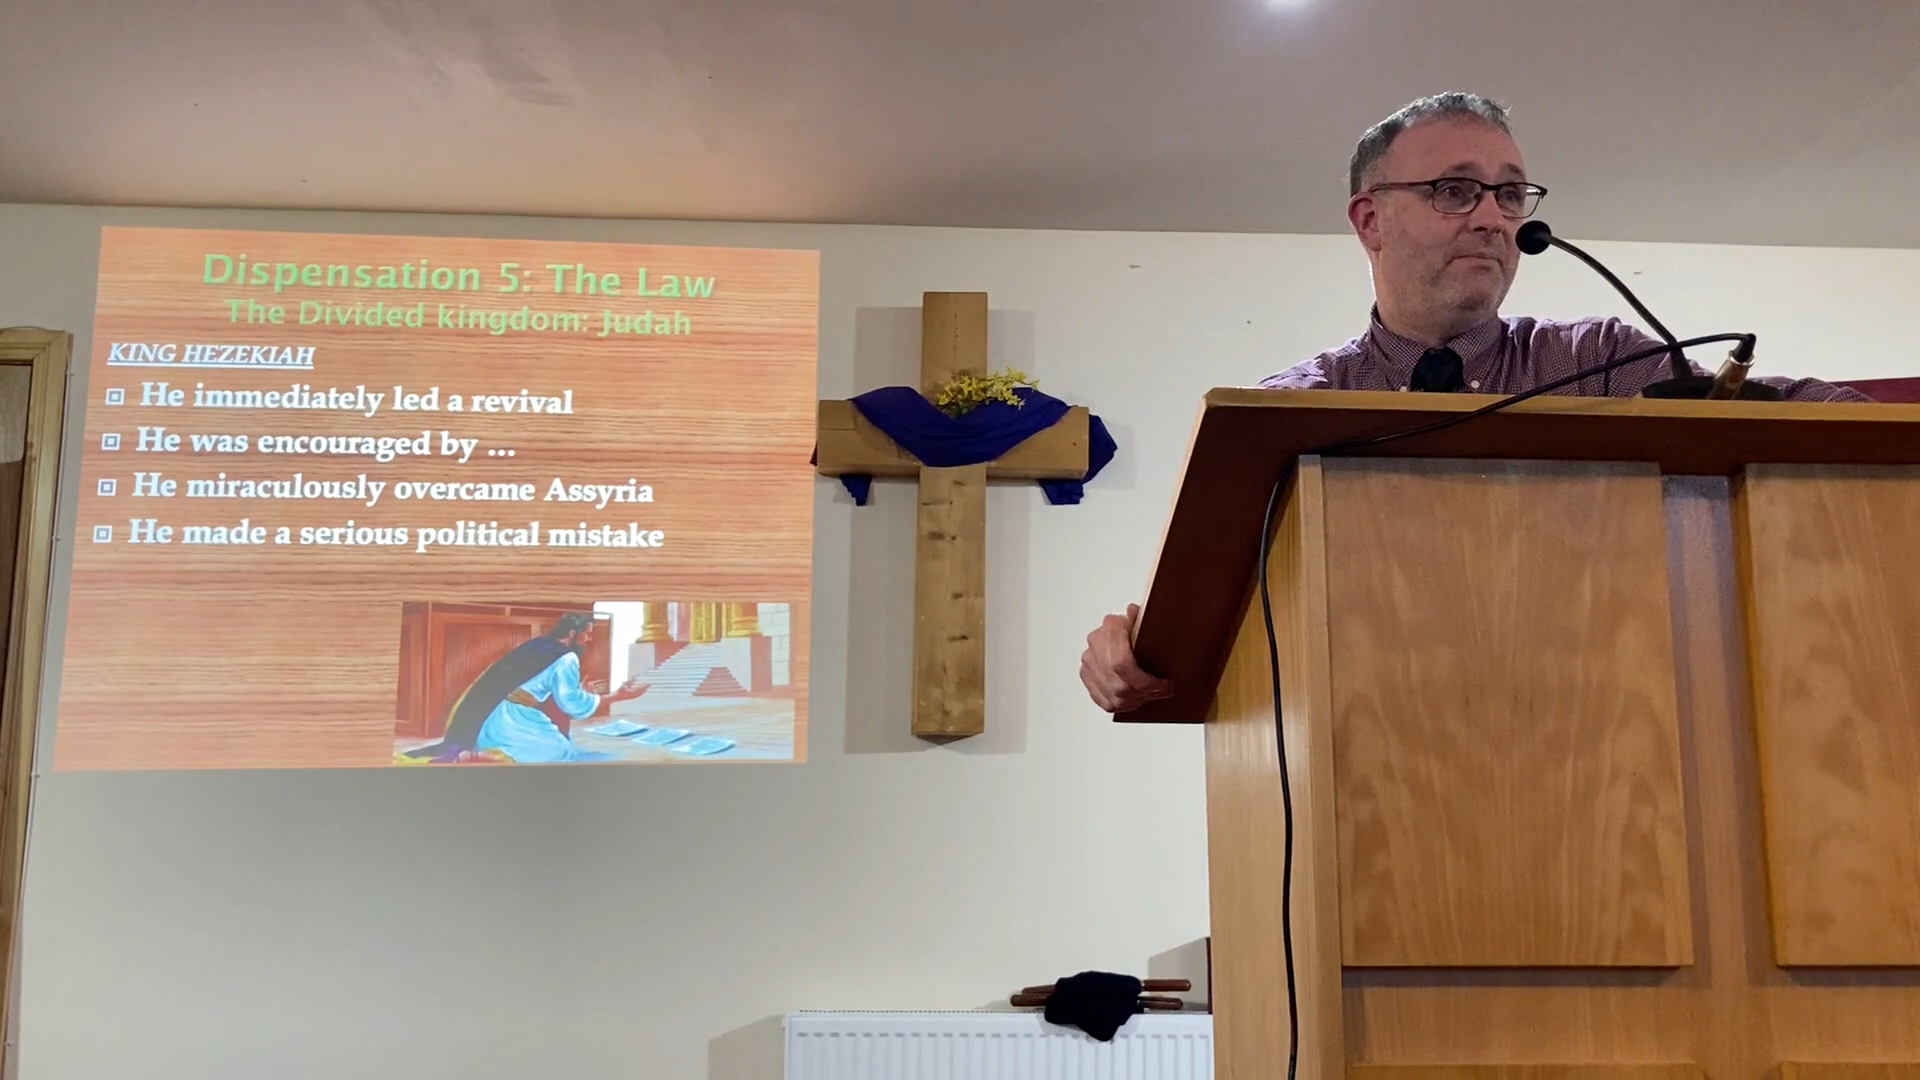 Dispensation 5: The Law
The Divided kingdom: Judah
KING HEZEKIAH
He immediately led a revival
He was encouraged by ...
He miraculously overcame Assyria
He made a serious political mistake